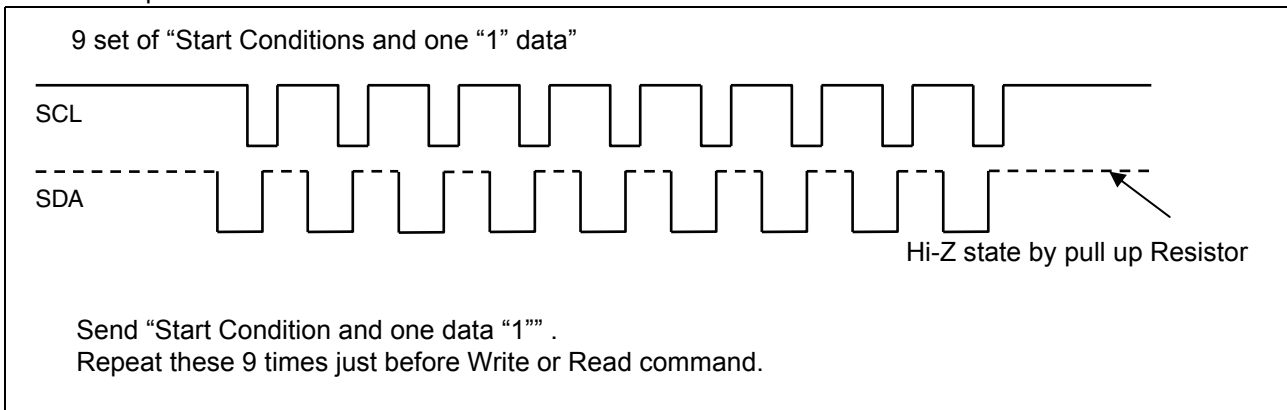 9 set of “Start Conditions and one “1” data”
SCL
SDA
Hi-Z state by pull up Resistor
Send “Start Condition and one data “1”” .
Repeat these 9 times just before Write or Read command.